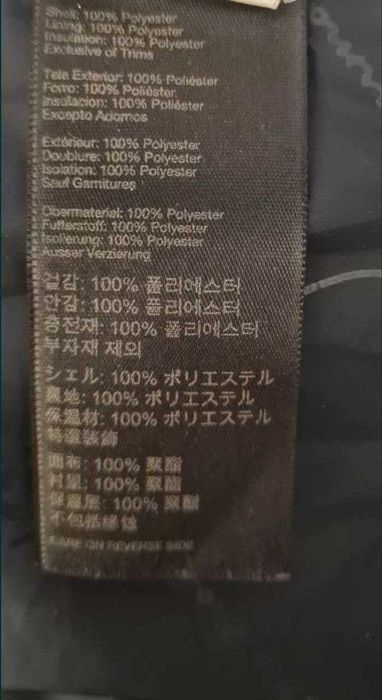 Shell: 100% Polyester
Lining: 100% Polyester
Insulation: 100% Polyester
Exclusive of Trims
Tela Exterior: 100% Poliéster
Forro: 100% Poliéster
Insulacion: 100% Poliéster
Excepto Adornos
Extérieur: 100% Polyester
Doublure: 100% Polyester
Isolation: 100% Polyester
Sauf Garnitures
Obermaterial: 100% Polyester
Futterstoff: 100% Polyester
Isolierung: 100% Polyester
Ausser Verzierung
겉감: 100% 폴리에스터
안감: 100% 폴리에스터
충전재: 100% 폴리에스터
부자재 제외
シェル: 100% ポリエステル
裏地: 100% ポリエステル
保温材: 100% ポリエステル
装飾
面布: 100% 聚酯
衬里: 100% 聚酯
保温层: 100% 聚酯
不包括
CARE ON REVERSE SIDE